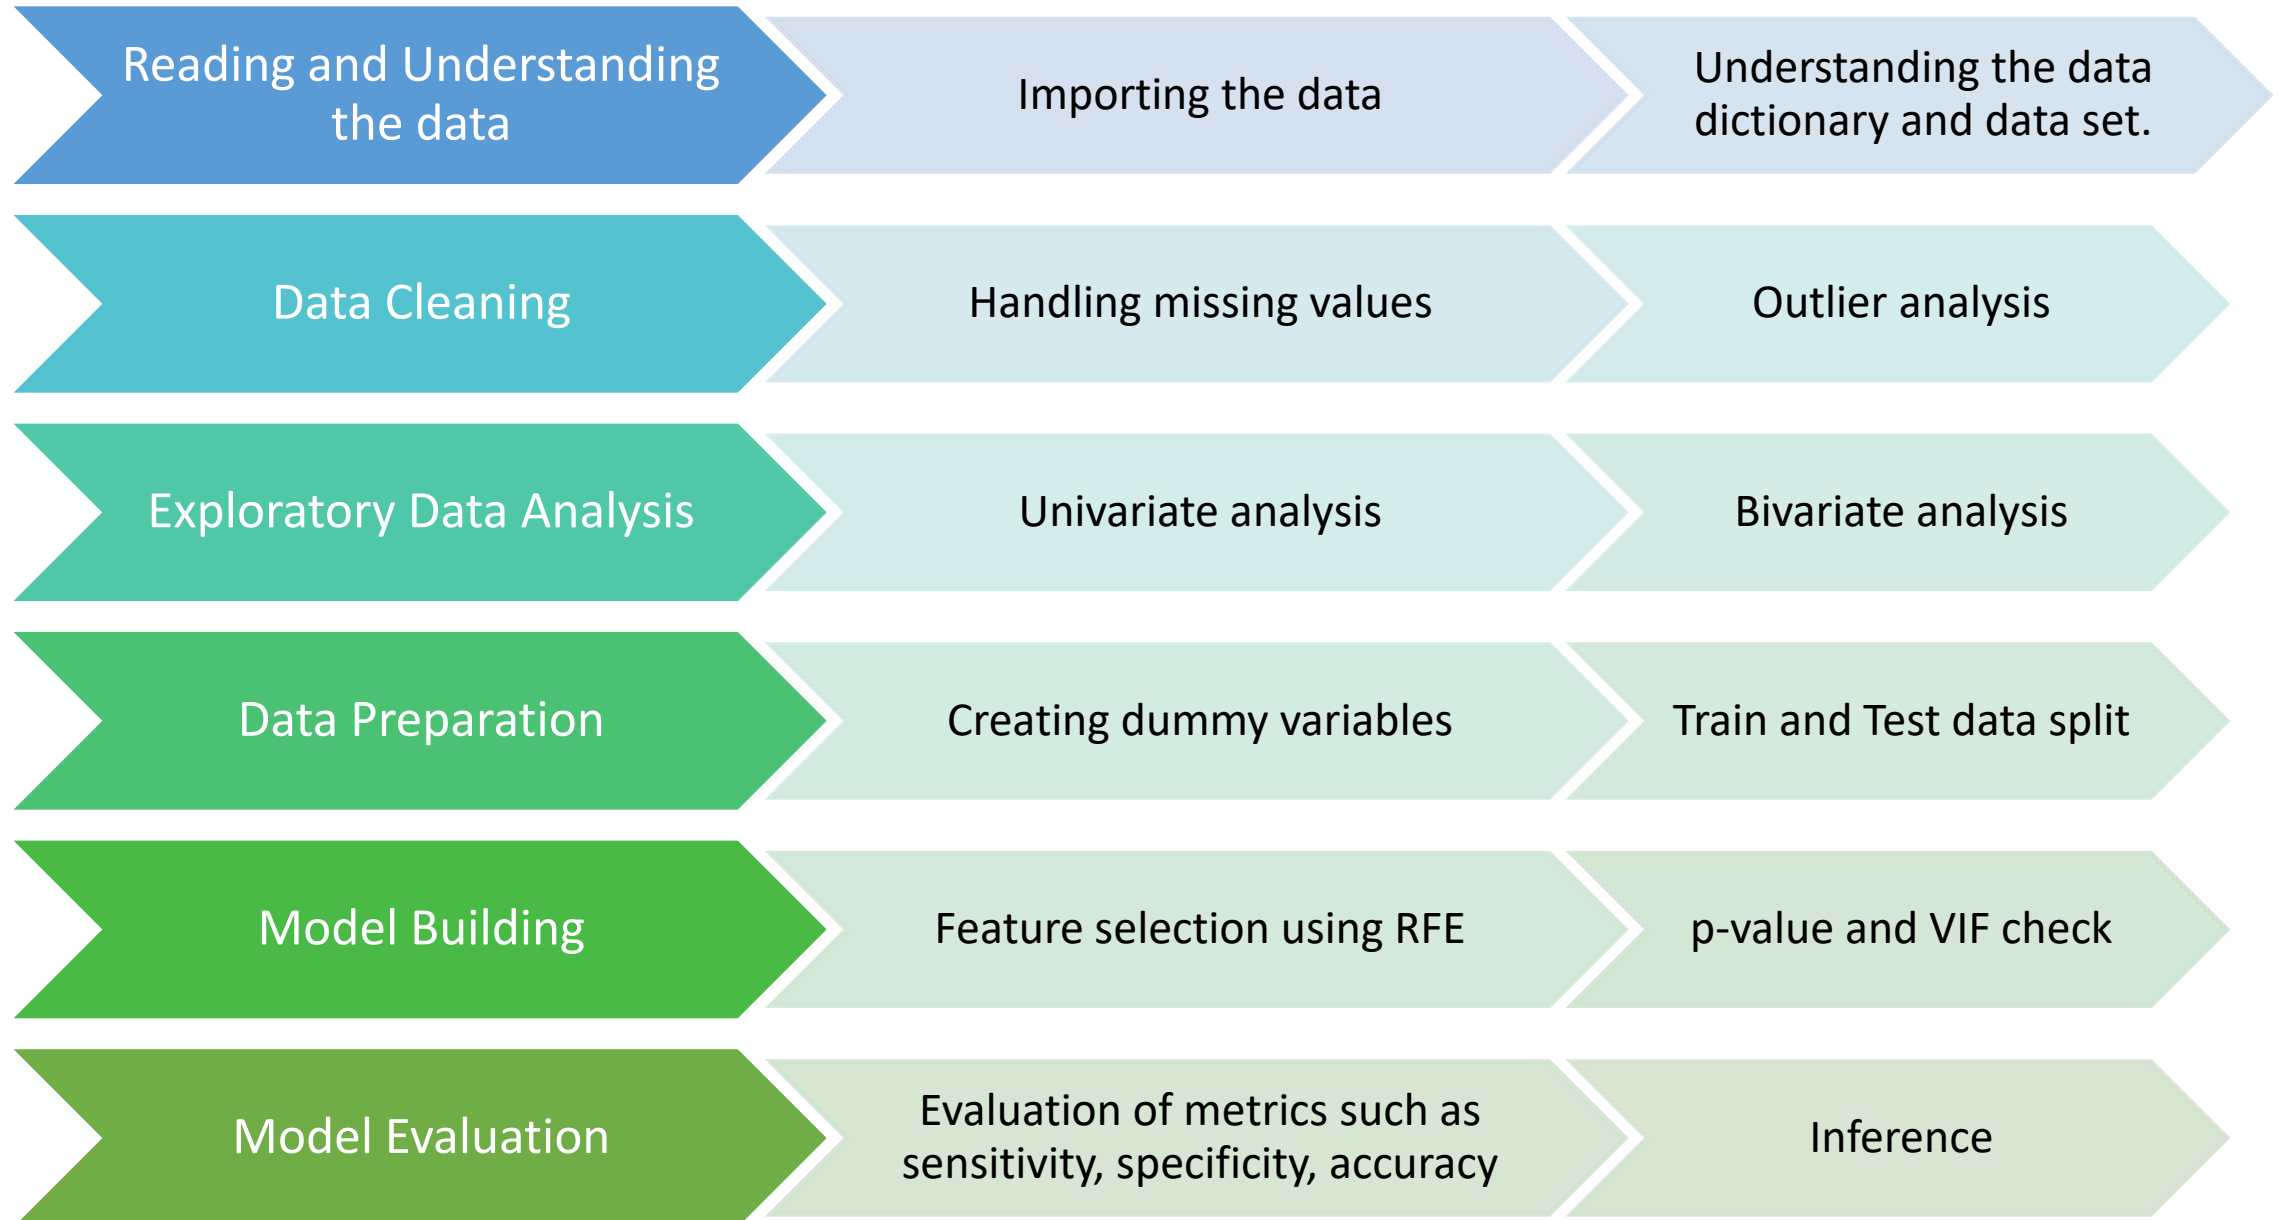 Reading and Understanding
the data
Importing the data
Understanding the data
dictionary and data set.
Data Cleaning
Handling missing values
Outlier analysis
Exploratory Data Analysis
Univariate analysis
Bivariate analysis
Data Preparation
Creating dummy variables
Train and Test data split
Model Building
Feature selection using RFE
p-value and VIF check
Model Evaluation
Evaluation of metrics such as
sensitivity, specificity, accuracy
Inference